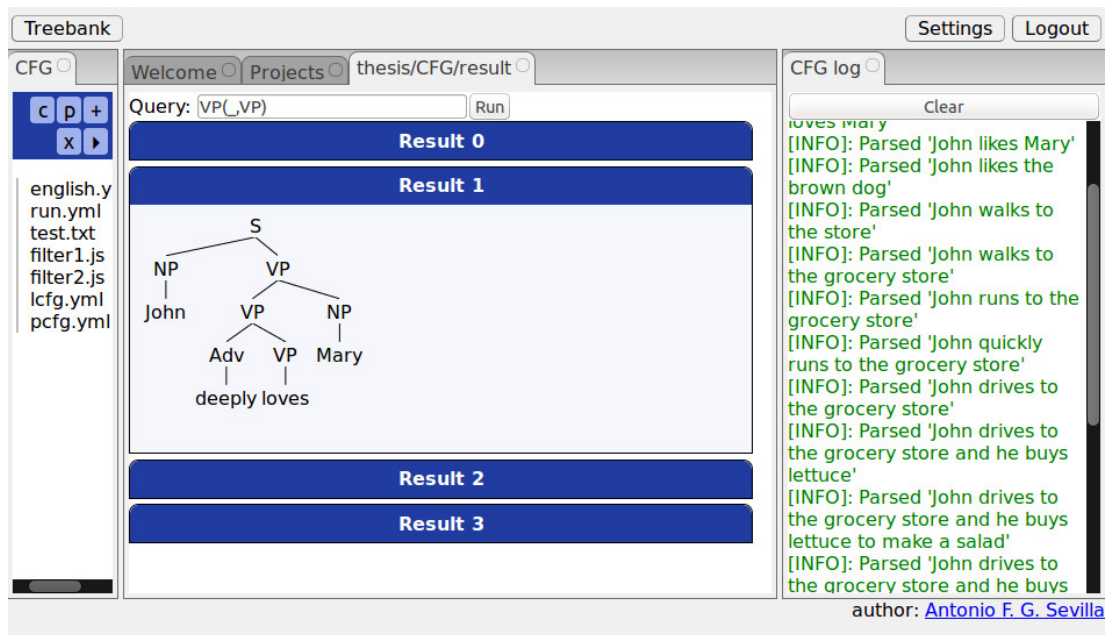 Treebank
Settings Logout
CFG
Welcome Projects thesis/CFG/result
CFG log
c p +
x
english.y
run.yml
test.txt
filter1.js
filter2.js
lcfg.yml
pcfg.yml
Query: VP(_,VP) Run
Result 0
Result 1
S
NP VP
John VP NP
Adv VP Mary
deeply loves
Result 2
Result 3
Clear
loves Mary
[INFO]: Parsed 'John likes Mary'
[INFO]: Parsed 'John likes the
brown dog'
[INFO]: Parsed 'John walks to
the store'
[INFO]: Parsed 'John walks to
the grocery store'
[INFO]: Parsed 'John runs to the
grocery store'
[INFO]: Parsed 'John quickly
runs to the grocery store'
[INFO]: Parsed 'John drives to
the grocery store'
[INFO]: Parsed 'John drives to
the grocery store and he buys
lettuce'
[INFO]: Parsed 'John drives to
the grocery store and he buys
lettuce to make a salad'
[INFO]: Parsed 'John drives to
the grocery store and he buys
author: Antonio F. G. Sevilla